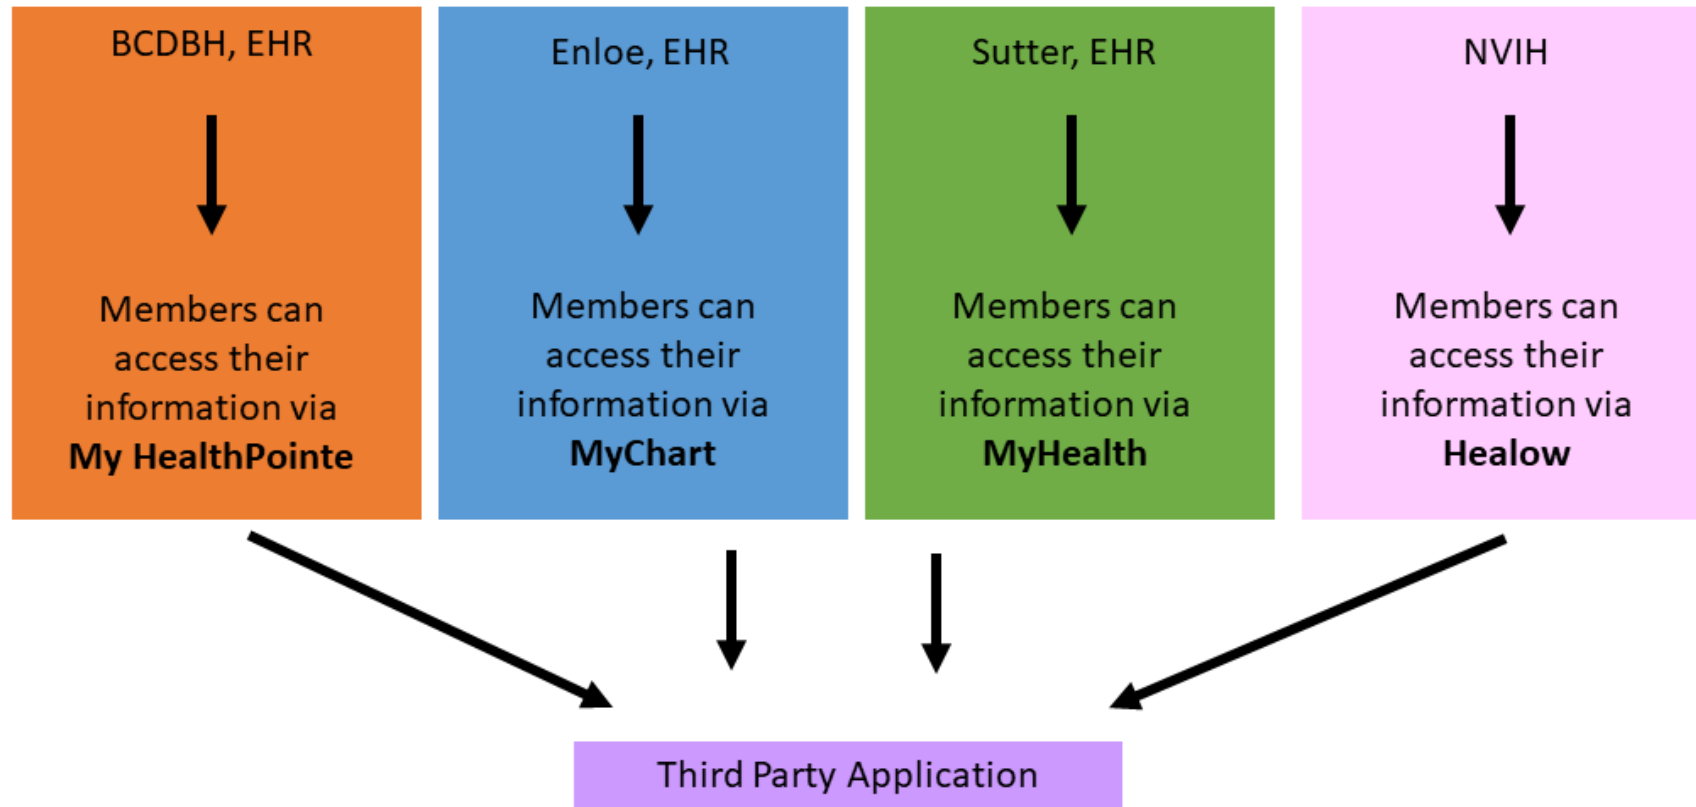 BCDBH, EHR
Members can
access their
information via
My HealthPointe
Enloe, EHR
Members can
access their
information via
MyChart
Sutter, EHR
Members can
access their
information via
MyHealth
NVIH
Members can
access their
information via
Healow
Third Party Application